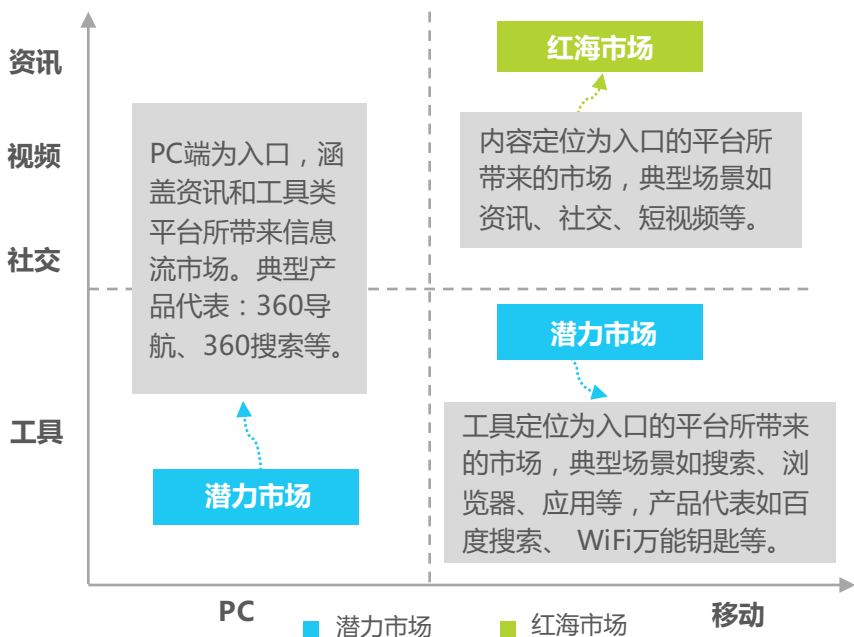 资讯
视频
社交
工具
PC端为入口，涵
盖资讯和工具类
平台所带来信息
流市场。典型产
品代表：360导
航、360搜索等。
潜力市场
红海市场
内容定位为入口的平台所
带来的市场，典型场景如
资讯、社交、短视频等。
潜力市场
工具定位为入口的平台所带来
的市场，典型场景如搜索、浏
览器、应用等，产品代表如百
度搜索、 WiFi万能钥匙等。
PC
移动
潜力市场
红海市场